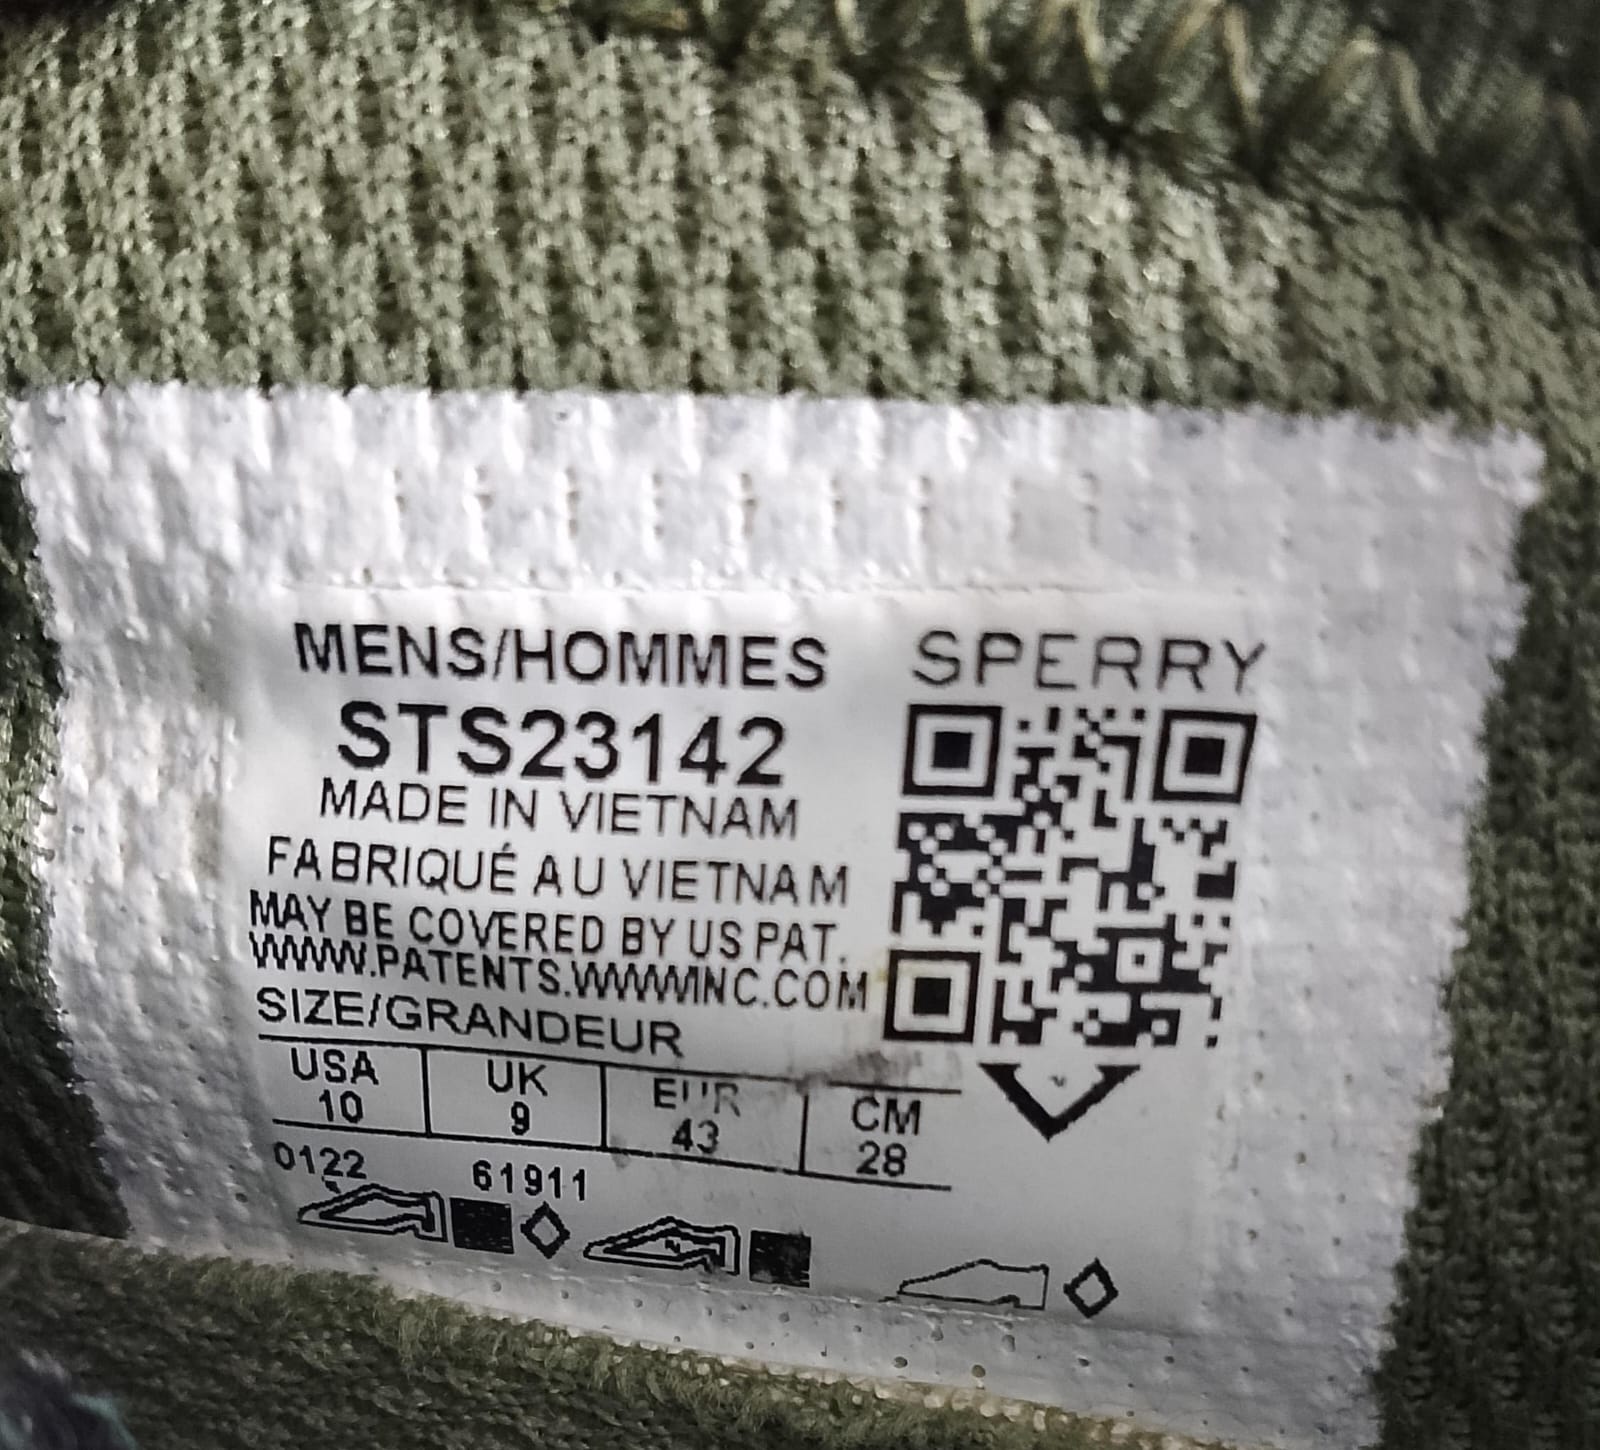 MENS/HOMMES
SPERRY
STS23142
MADE IN VIETNAM
FABRIQUÉ AU VIETNAM
MAY BE COVERED BY US PAT.
WWW.PATENTS.WWWINC.COM
SIZE/GRANDEUR
USA UK EUR CM
10 9 43 28
0122 61911